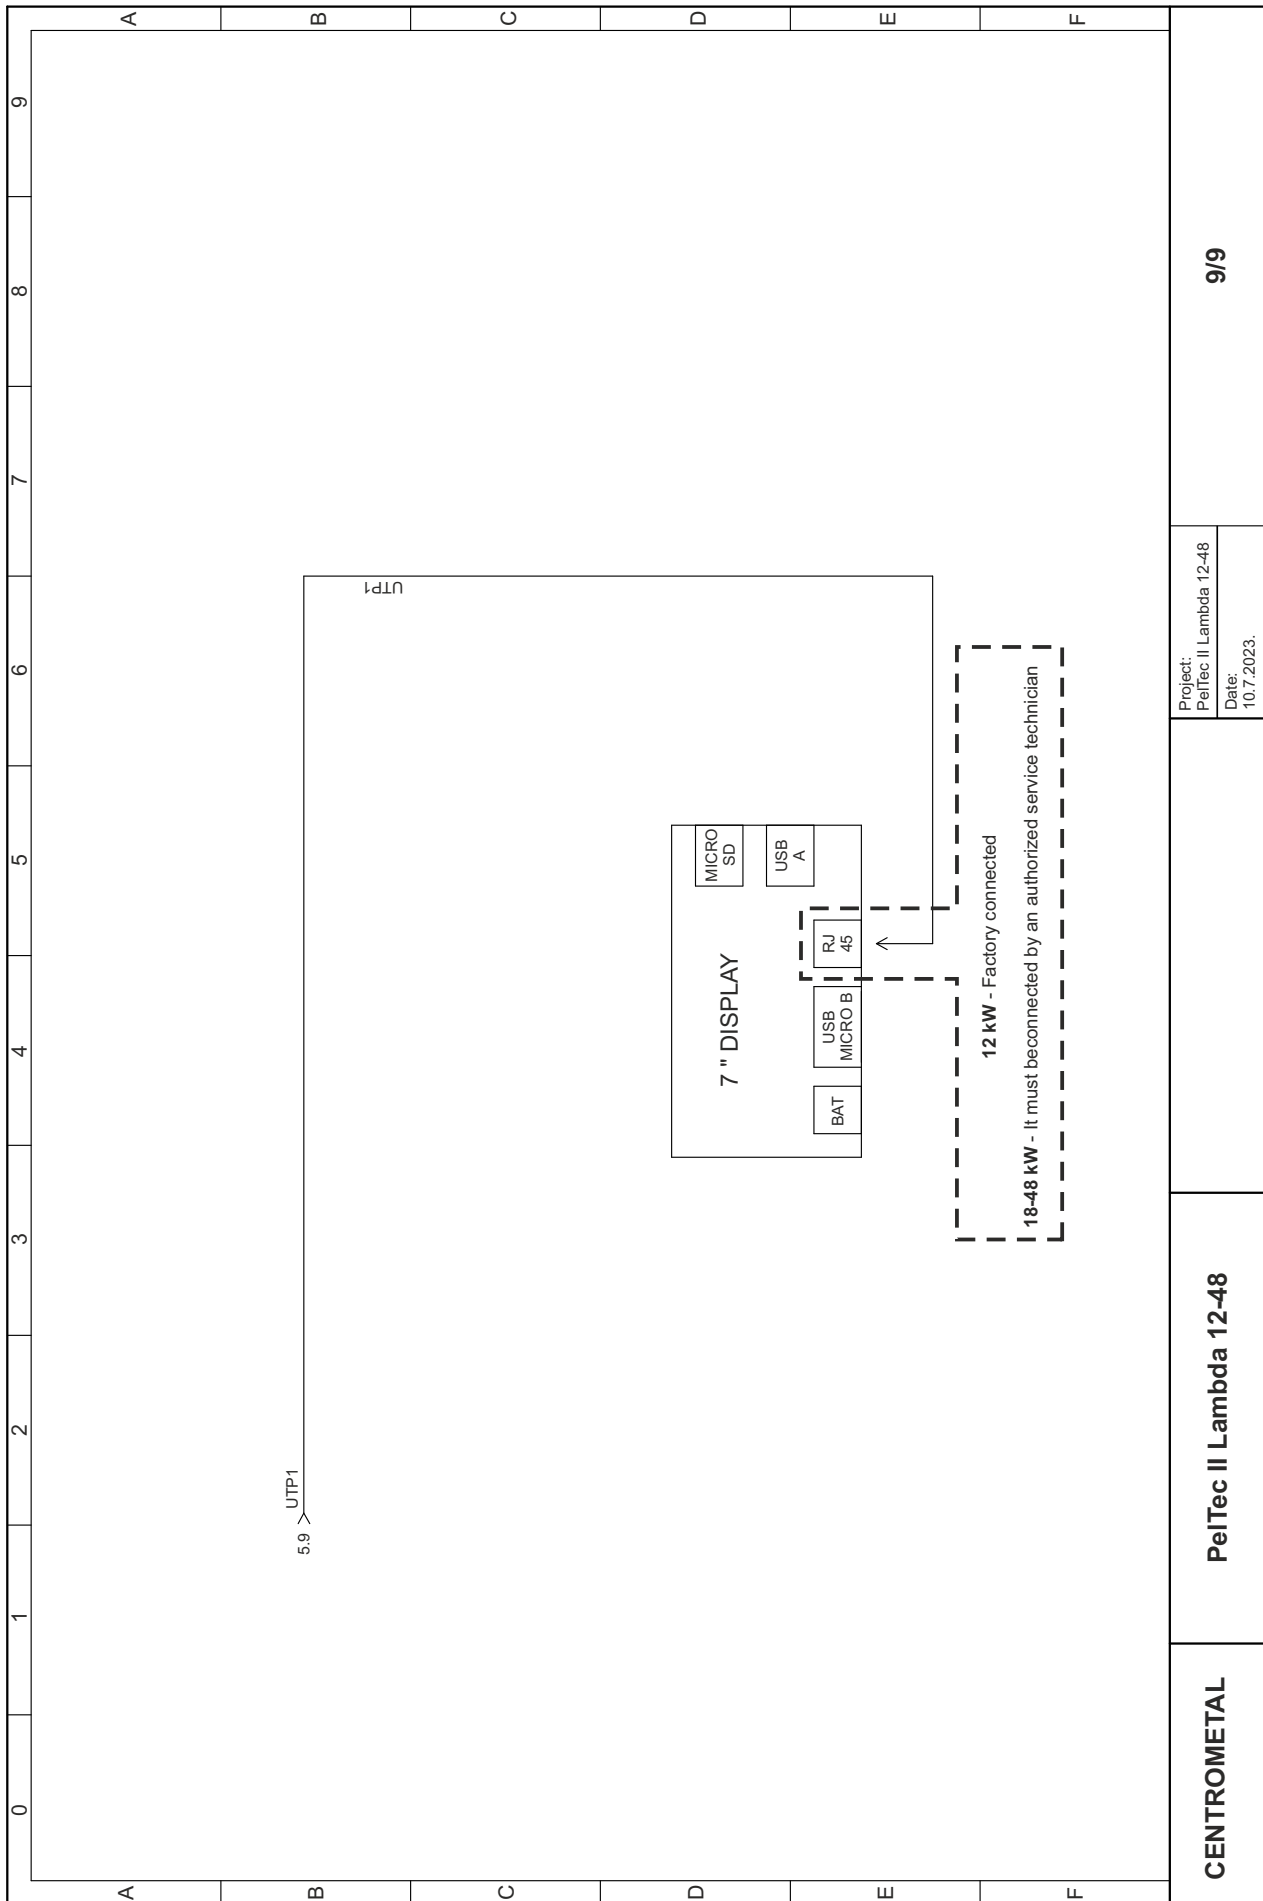 0 1 2 3 4 5 6 7 8 9
A A
B B
C C
D D
E E
F F
5.9 UTP1
UTP1
7 " DISPLAY
MICRO
SD
USB
A
BAT
USB
MICRO B
RJ
45
12 kW - Factory connected
18-48 kW - It must beconnected by an authorized service technician
CENTROMETAL
PelTec II Lambda 12-48
Project:
PelTec II Lambda 12-48
Date:
10.7.2023.
9/9